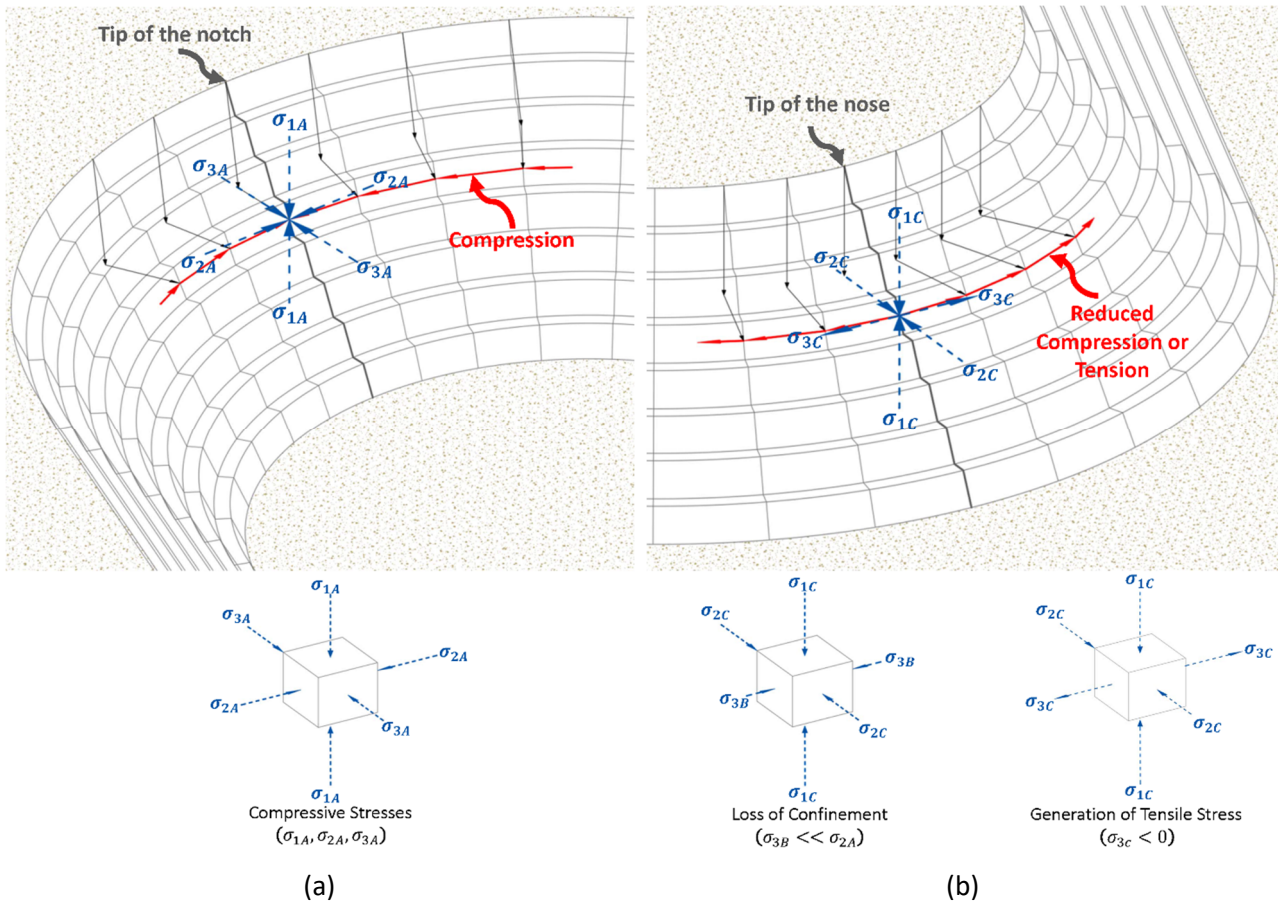 Tip of the notch
σ1A
σ3A
σ2A
Compression
σ2A
σ3A
σ1A
Tip of the nose
σ1C
σ2C
σ3C
σ3C
Reduced
Compression or
Tension
σ2C
σ1C
σ1A
σ3A
σ2A
σ2A
σ3A
σ1A
Compressive Stresses
(σ1A, σ2A, σ3A)
σ1C
σ2C
σ3B
σ3B
σ2C
σ1C
Loss of Confinement
(σ3B << σ2A)
σ1C
σ2C
σ3C
σ3C
σ2C
σ1C
Generation of Tensile Stress
(σ3c < 0)
(a)
(b)